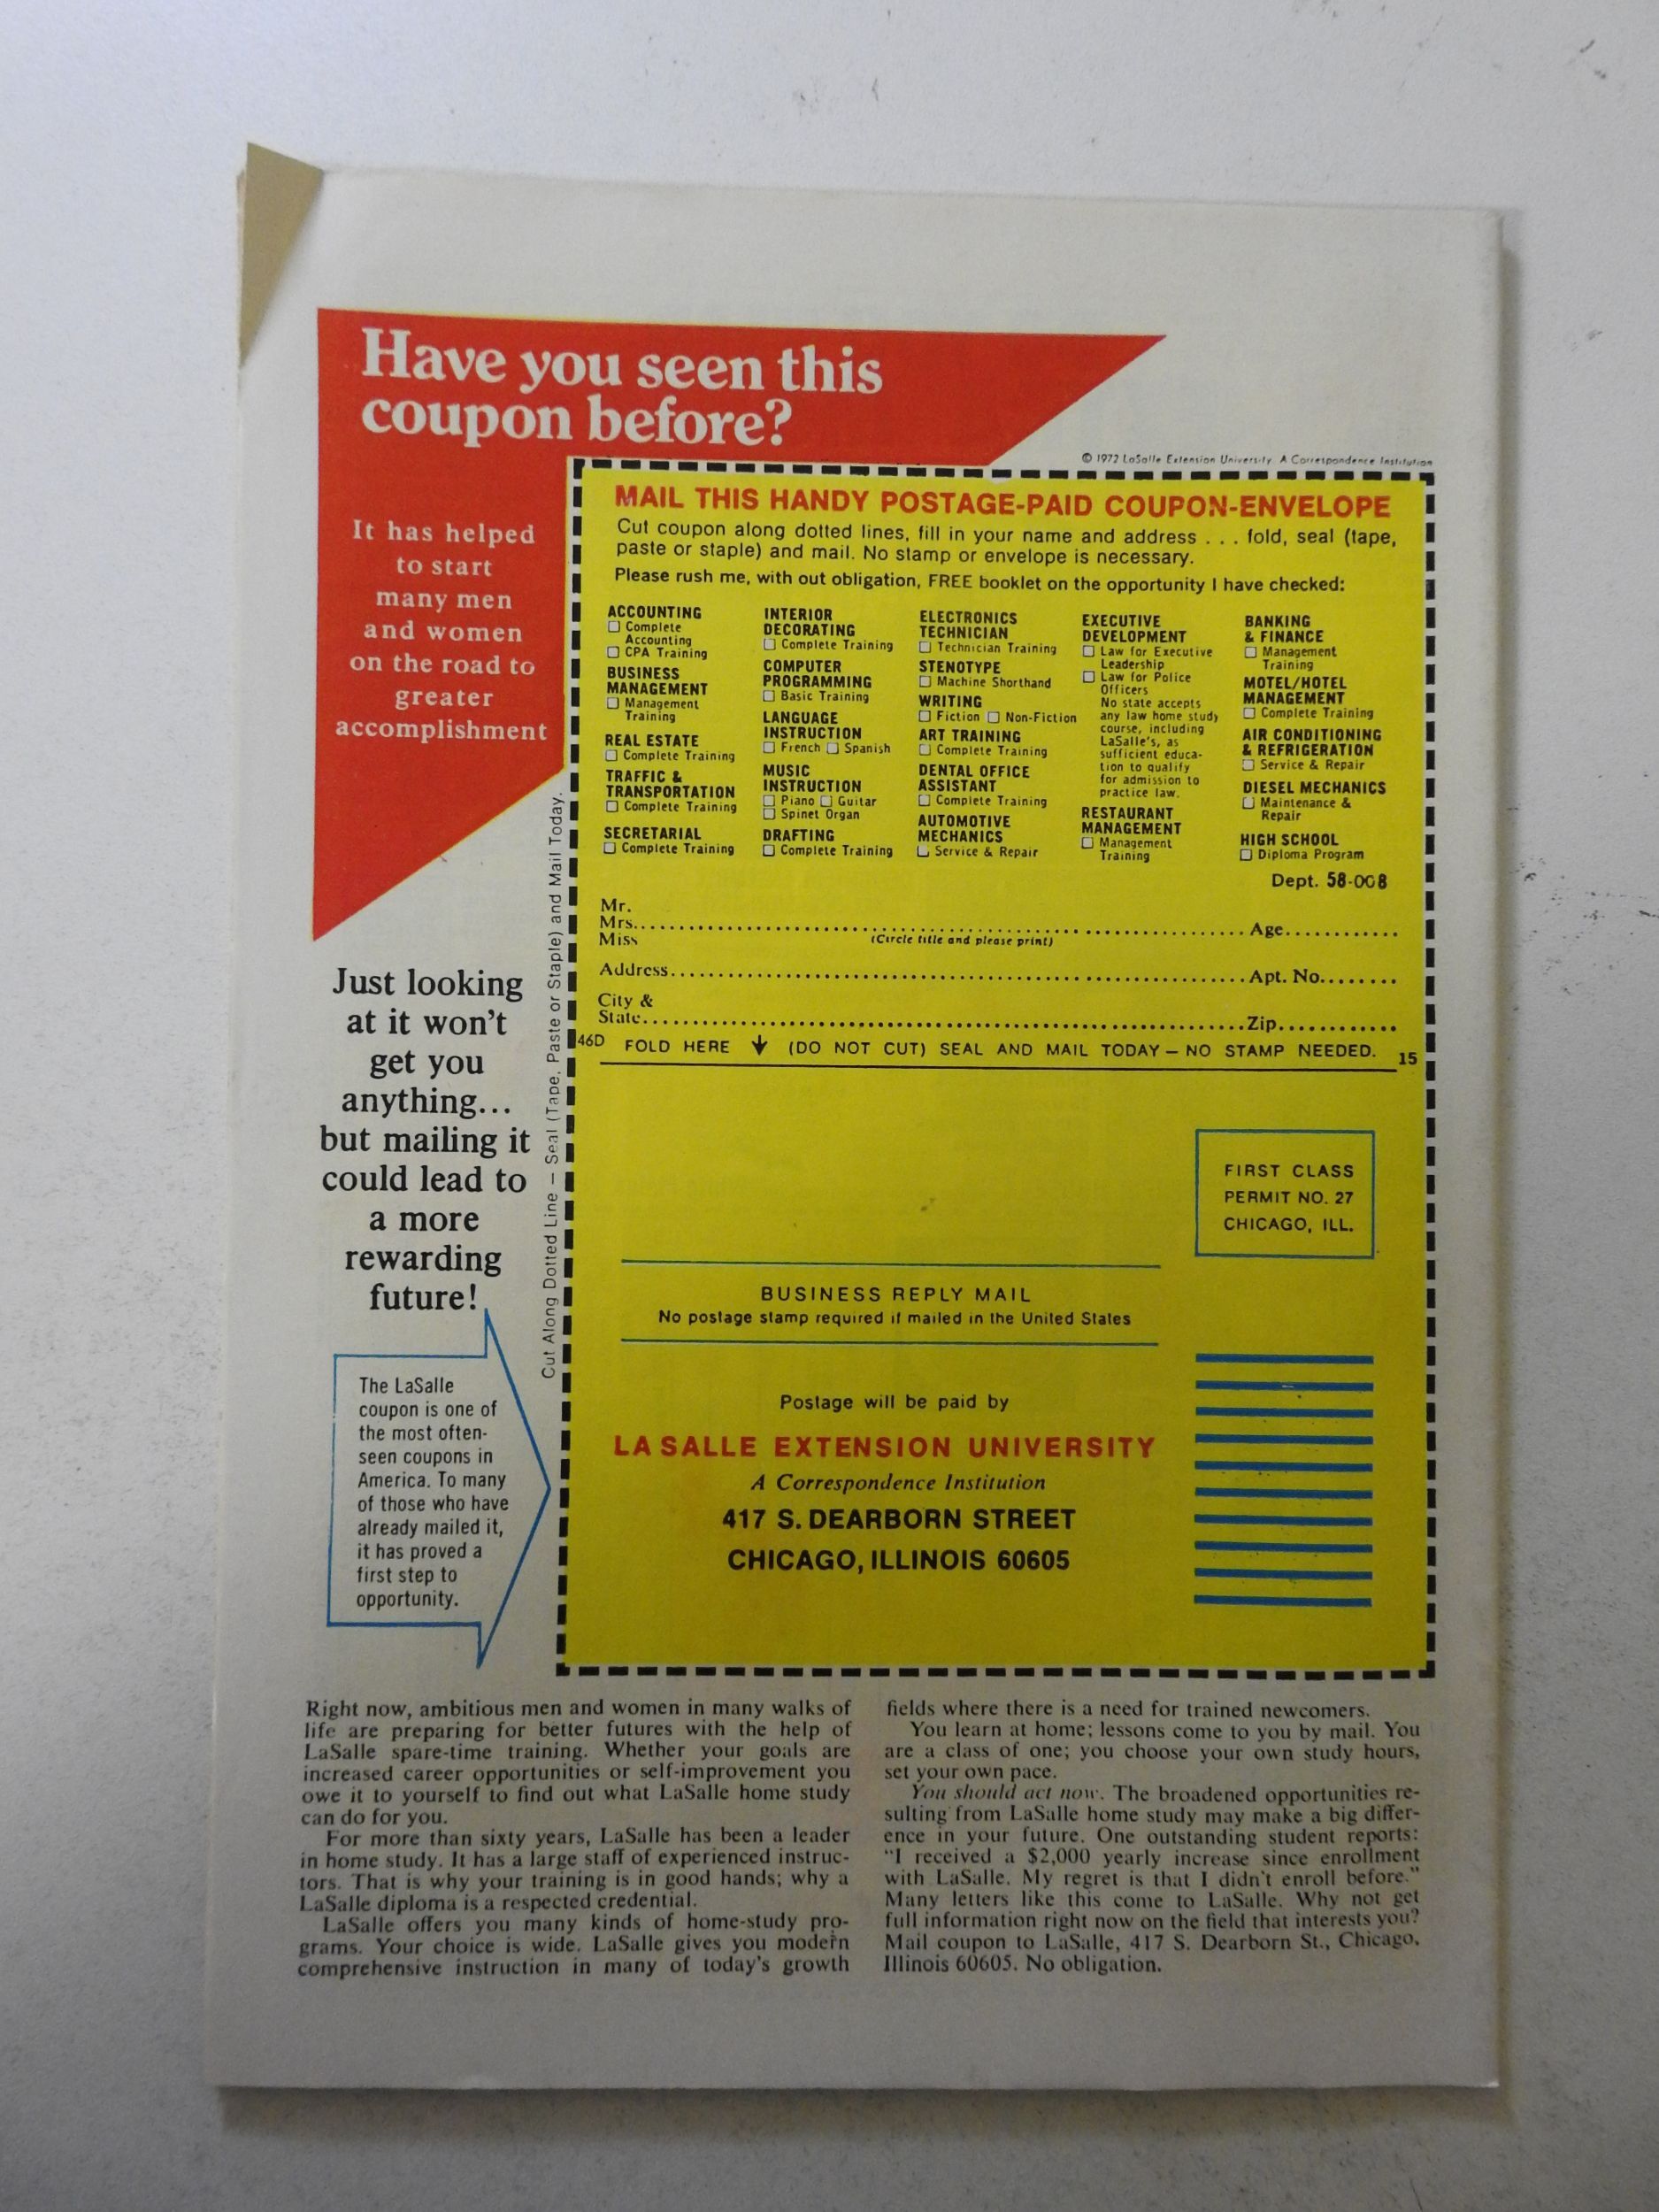 Have you seen this
coupon before?
It has helped
to start
many men
and women
on the road to
greater
accomplishment
Just looking
at it won't
get you
anything...
but mailing it
could lead to
a more
rewarding
future!
The LaSalle
coupon is one of
the most often-
seen coupons in
America. To many
of those who have
already mailed it,
it has proved a
first step to
opportunity.
Cut Along Dotted Line – Seal (Tape, Paste or Staple) and Mail Today.
© 1972 LaSalle Extension University. A Correspondence Institution
MAIL THIS HANDY POSTAGE-PAID COUPON-ENVELOPE
Cut coupon along dotted lines, fill in your name and address . . . fold, seal (tape,
paste or staple) and mail. No stamp or envelope is necessary.
Please rush me, with out obligation, FREE booklet on the opportunity I have checked:
ACCOUNTING
☐ Complete
Accounting
☐ CPA Training
BUSINESS
MANAGEMENT
☐ Management
Training
REAL ESTATE
☐ Complete Training
TRAFFIC &
TRANSPORTATION
☐ Complete Training
SECRETARIAL
☐ Complete Training
INTERIOR
DECORATING
☐ Complete Training
COMPUTER
PROGRAMMING
☐ Basic Training
LANGUAGE
INSTRUCTION
☐ French ☐ Spanish
MUSIC
INSTRUCTION
☐ Piano ☐ Guitar
☐ Spinet Organ
DRAFTING
☐ Complete Training
ELECTRONICS
TECHNICIAN
☐ Technician Training
STENOTYPE
☐ Machine Shorthand
WRITING
☐ Fiction ☐ Non-Fiction
ART TRAINING
☐ Complete Training
DENTAL OFFICE
ASSISTANT
☐ Complete Training
AUTOMOTIVE
MECHANICS
☐ Service & Repair
EXECUTIVE
DEVELOPMENT
☐ Law for Executive
Leadership
☐ Law for Police
Officers
No state accepts
any law home study
course, including
LaSalle's, as
sufficient educa-
tion to qualify
for admission to
practice law.
RESTAURANT
MANAGEMENT
☐ Management
Training
BANKING
& FINANCE
☐ Management
Training
MOTEL/HOTEL
MANAGEMENT
☐ Complete Training
AIR CONDITIONING
& REFRIGERATION
☐ Service & Repair
DIESEL MECHANICS
☐ Maintenance &
Repair
HIGH SCHOOL
☐ Diploma Program
Dept. 58-008
Mr.
Mrs. Age
Miss (Circle title and please print)
Address Apt. No.
City &
State Zip
46D FOLD HERE ↓ (DO NOT CUT) SEAL AND MAIL TODAY – NO STAMP NEEDED. 15
FIRST CLASS
PERMIT NO. 27
CHICAGO, ILL.
BUSINESS REPLY MAIL
No postage stamp required if mailed in the United States
Postage will be paid by
LA SALLE EXTENSION UNIVERSITY
A Correspondence Institution
417 S. DEARBORN STREET
CHICAGO, ILLINOIS 60605
Right now, ambitious men and women in many walks of
life are preparing for better futures with the help of
LaSalle spare-time training. Whether your goals are
increased career opportunities or self-improvement you
owe it to yourself to find out what LaSalle home study
can do for you.
For more than sixty years, LaSalle has been a leader
in home study. It has a large staff of experienced instruc-
tors. That is why your training is in good hands; why a
LaSalle diploma is a respected credential.
LaSalle offers you many kinds of home-study pro-
grams. Your choice is wide. LaSalle gives you modern
comprehensive instruction in many of today's growth
fields where there is a need for trained newcomers.
You learn at home; lessons come to you by mail. You
are a class of one; you choose your own study hours,
set your own pace.
You should act now. The broadened opportunities re-
sulting from LaSalle home study may make a big differ-
ence in your future. One outstanding student reports:
"I received a $2,000 yearly increase since enrollment
with LaSalle. My regret is that I didn't enroll before."
Many letters like this come to LaSalle. Why not get
full information right now on the field that interests you?
Mail coupon to LaSalle, 417 S. Dearborn St., Chicago,
Illinois 60605. No obligation.